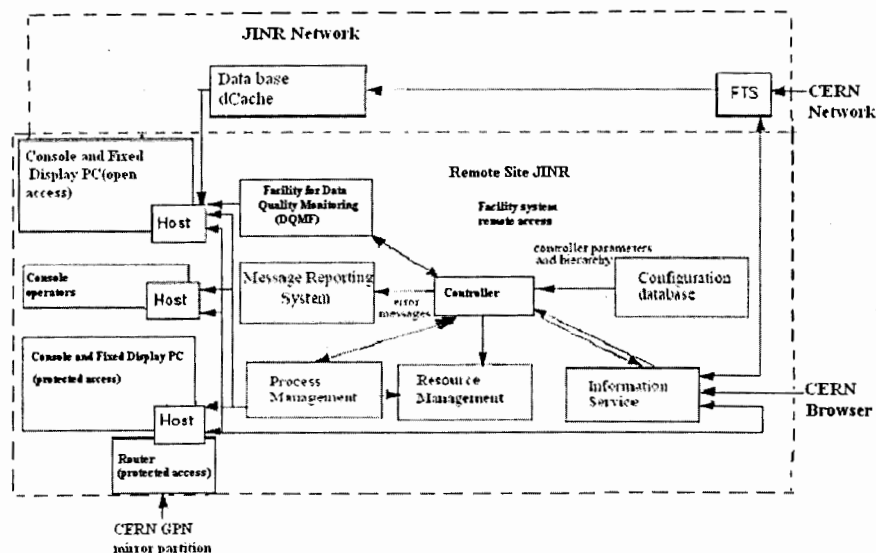 JINR Network
Data base
dCache
FTS
CERN
Network
Console and Fixed
Display PC(open
access)
Host
Facility for Data
Quality Monitoring
(DQMF)
Remote Site JINR
Facility system
remote access
controller parameters
and hierarchy
Configuration
database
Message Reporting
System
error
messages
Controller
Console
operators
Host
Console and Fixed Display PC
(protected access)
Host
Process
Management
Resource
Management
Information
Service
CERN
Browser
Router
(protected access)
CERN GPN
mirror partition